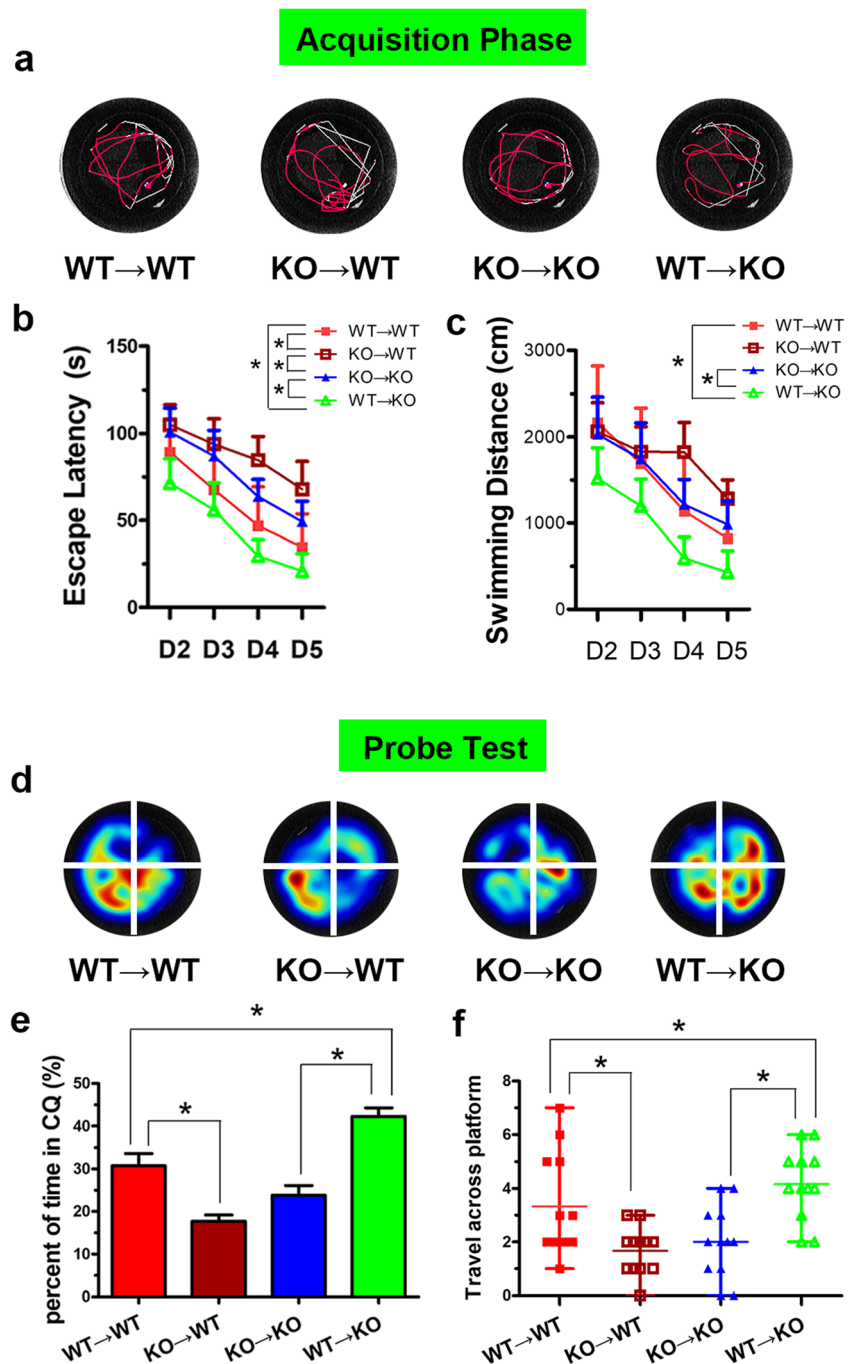 Acquisition Phase
a
WT→WT
KO→WT
KO→KO
WT→KO
b
Escape Latency (s)
150
100
50
0
D2 D3 D4 D5
* WT→WT
* KO→WT
* KO→KO
* WT→KO
c
Swimming Distance (cm)
3000
2000
1000
0
D2 D3 D4 D5
* WT→WT
KO→WT
* KO→KO
WT→KO
Probe Test
d
WT→WT
KO→WT
KO→KO
WT→KO
e
percent of time in CQ (%)
50
40
30
20
10
0
*
*
*
WT→WT
KO→WT
KO→KO
WT→KO
f
Travel across platform
8
6
4
2
0
*
*
*
WT→WT
KO→WT
KO→KO
WT→KO